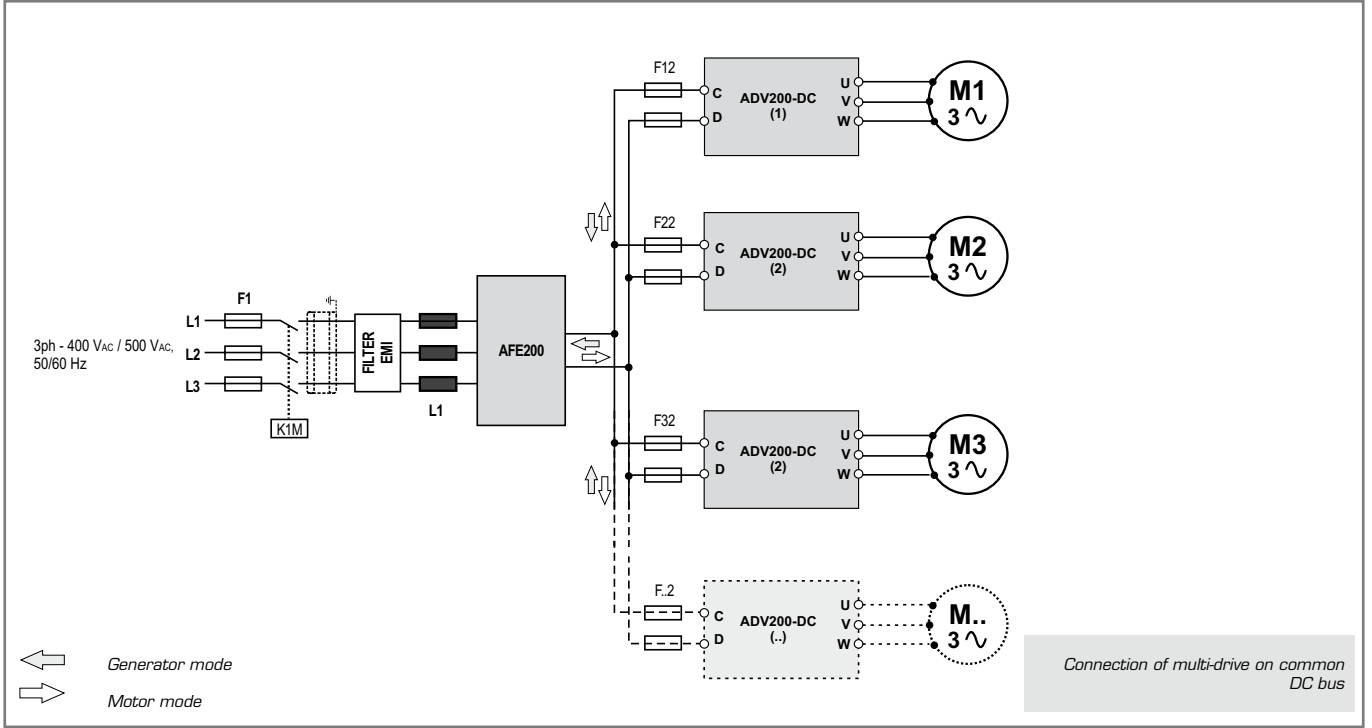 F12
C
D
ADV200-DC
(1)
U
V
W
M1
3
F22
C
D
ADV200-DC
(2)
U
V
W
M2
3
F1
L1
3ph - 400 VAC / 500 VAC,
50/60 Hz
L2
L3
K1M
FILTER
EMI
L1
AFE200
F32
C
D
ADV200-DC
(2)
U
V
W
M3
3
F..2
C
D
ADV200-DC
(..)
U
V
W
M..
3
Generator mode
Motor mode
Connection of multi-drive on common
DC bus